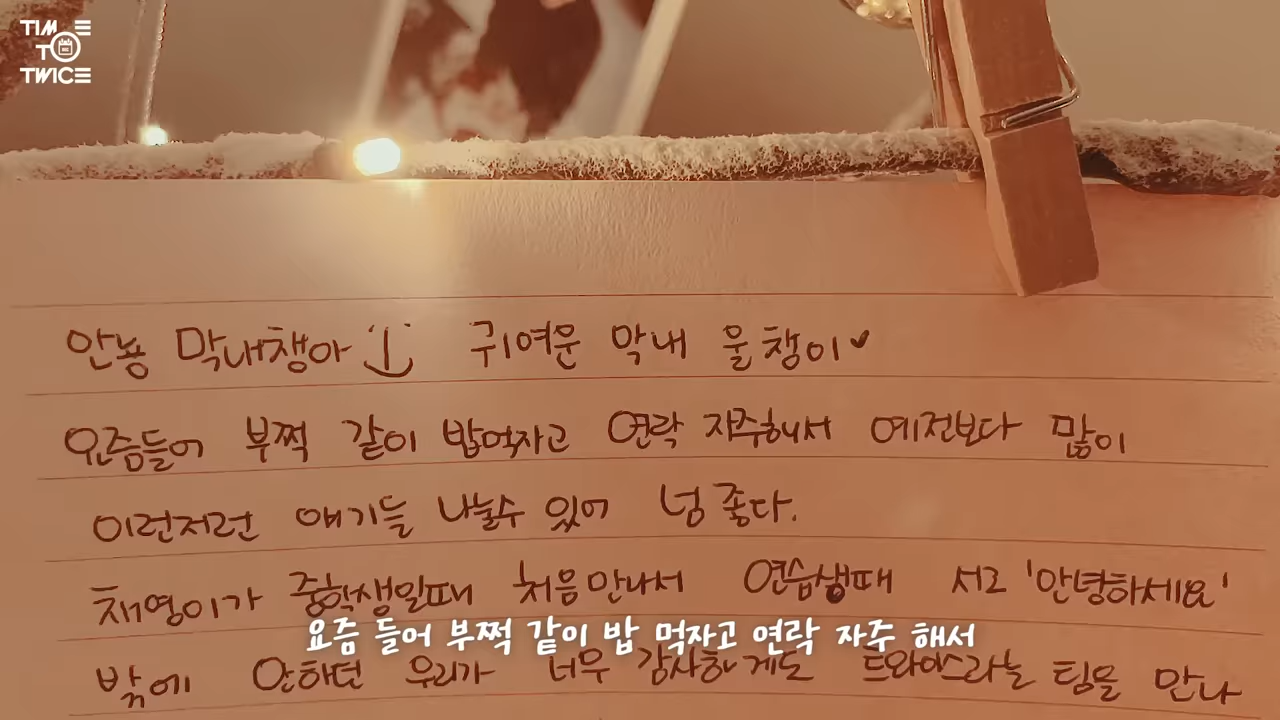 TIME
TO
TWICE
안뇽 막내챙아 귀여운 막내 울챙이♥
요즘들어 부쩍 같이 밥먹자고 연락 자주해서 예전보다 많이
이런저런 얘기들 나눌수 있어 넘 좋다.
채영이가 중학생일때 처음만나서 연습생때 서로 '안녕하세요'
요즘 들어 부쩍 같이 밥 먹자고 연락 자주 해서
밖에 안하던 우리가 너무 감사하게도 트와이스라는 팀을 만나